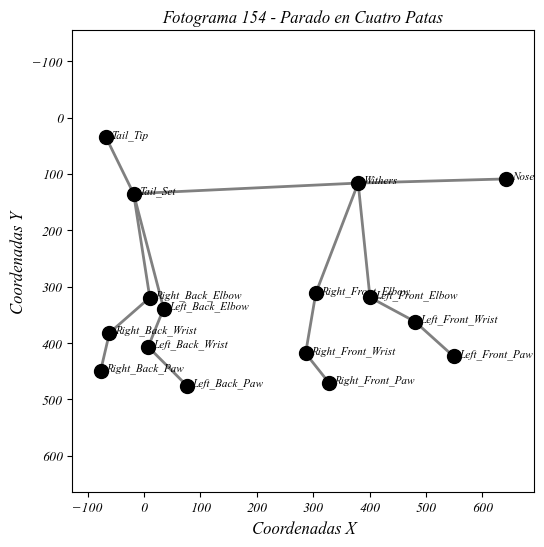 Fotograma 154 - Parado en Cuatro Patas
Coordenadas Y
−100
0
100
200
300
400
500
600
Tail_Tip
Tail_Set
Withers
Nose
Right_Back_Elbow
Left_Back_Elbow
Right_Front_Elbow
Left_Front_Elbow
Right_Back_Wrist
Left_Back_Wrist
Right_Front_Wrist
Left_Front_Wrist
Right_Back_Paw
Left_Back_Paw
Right_Front_Paw
Left_Front_Paw
−100 0 100 200 300 400 500 600
Coordenadas X